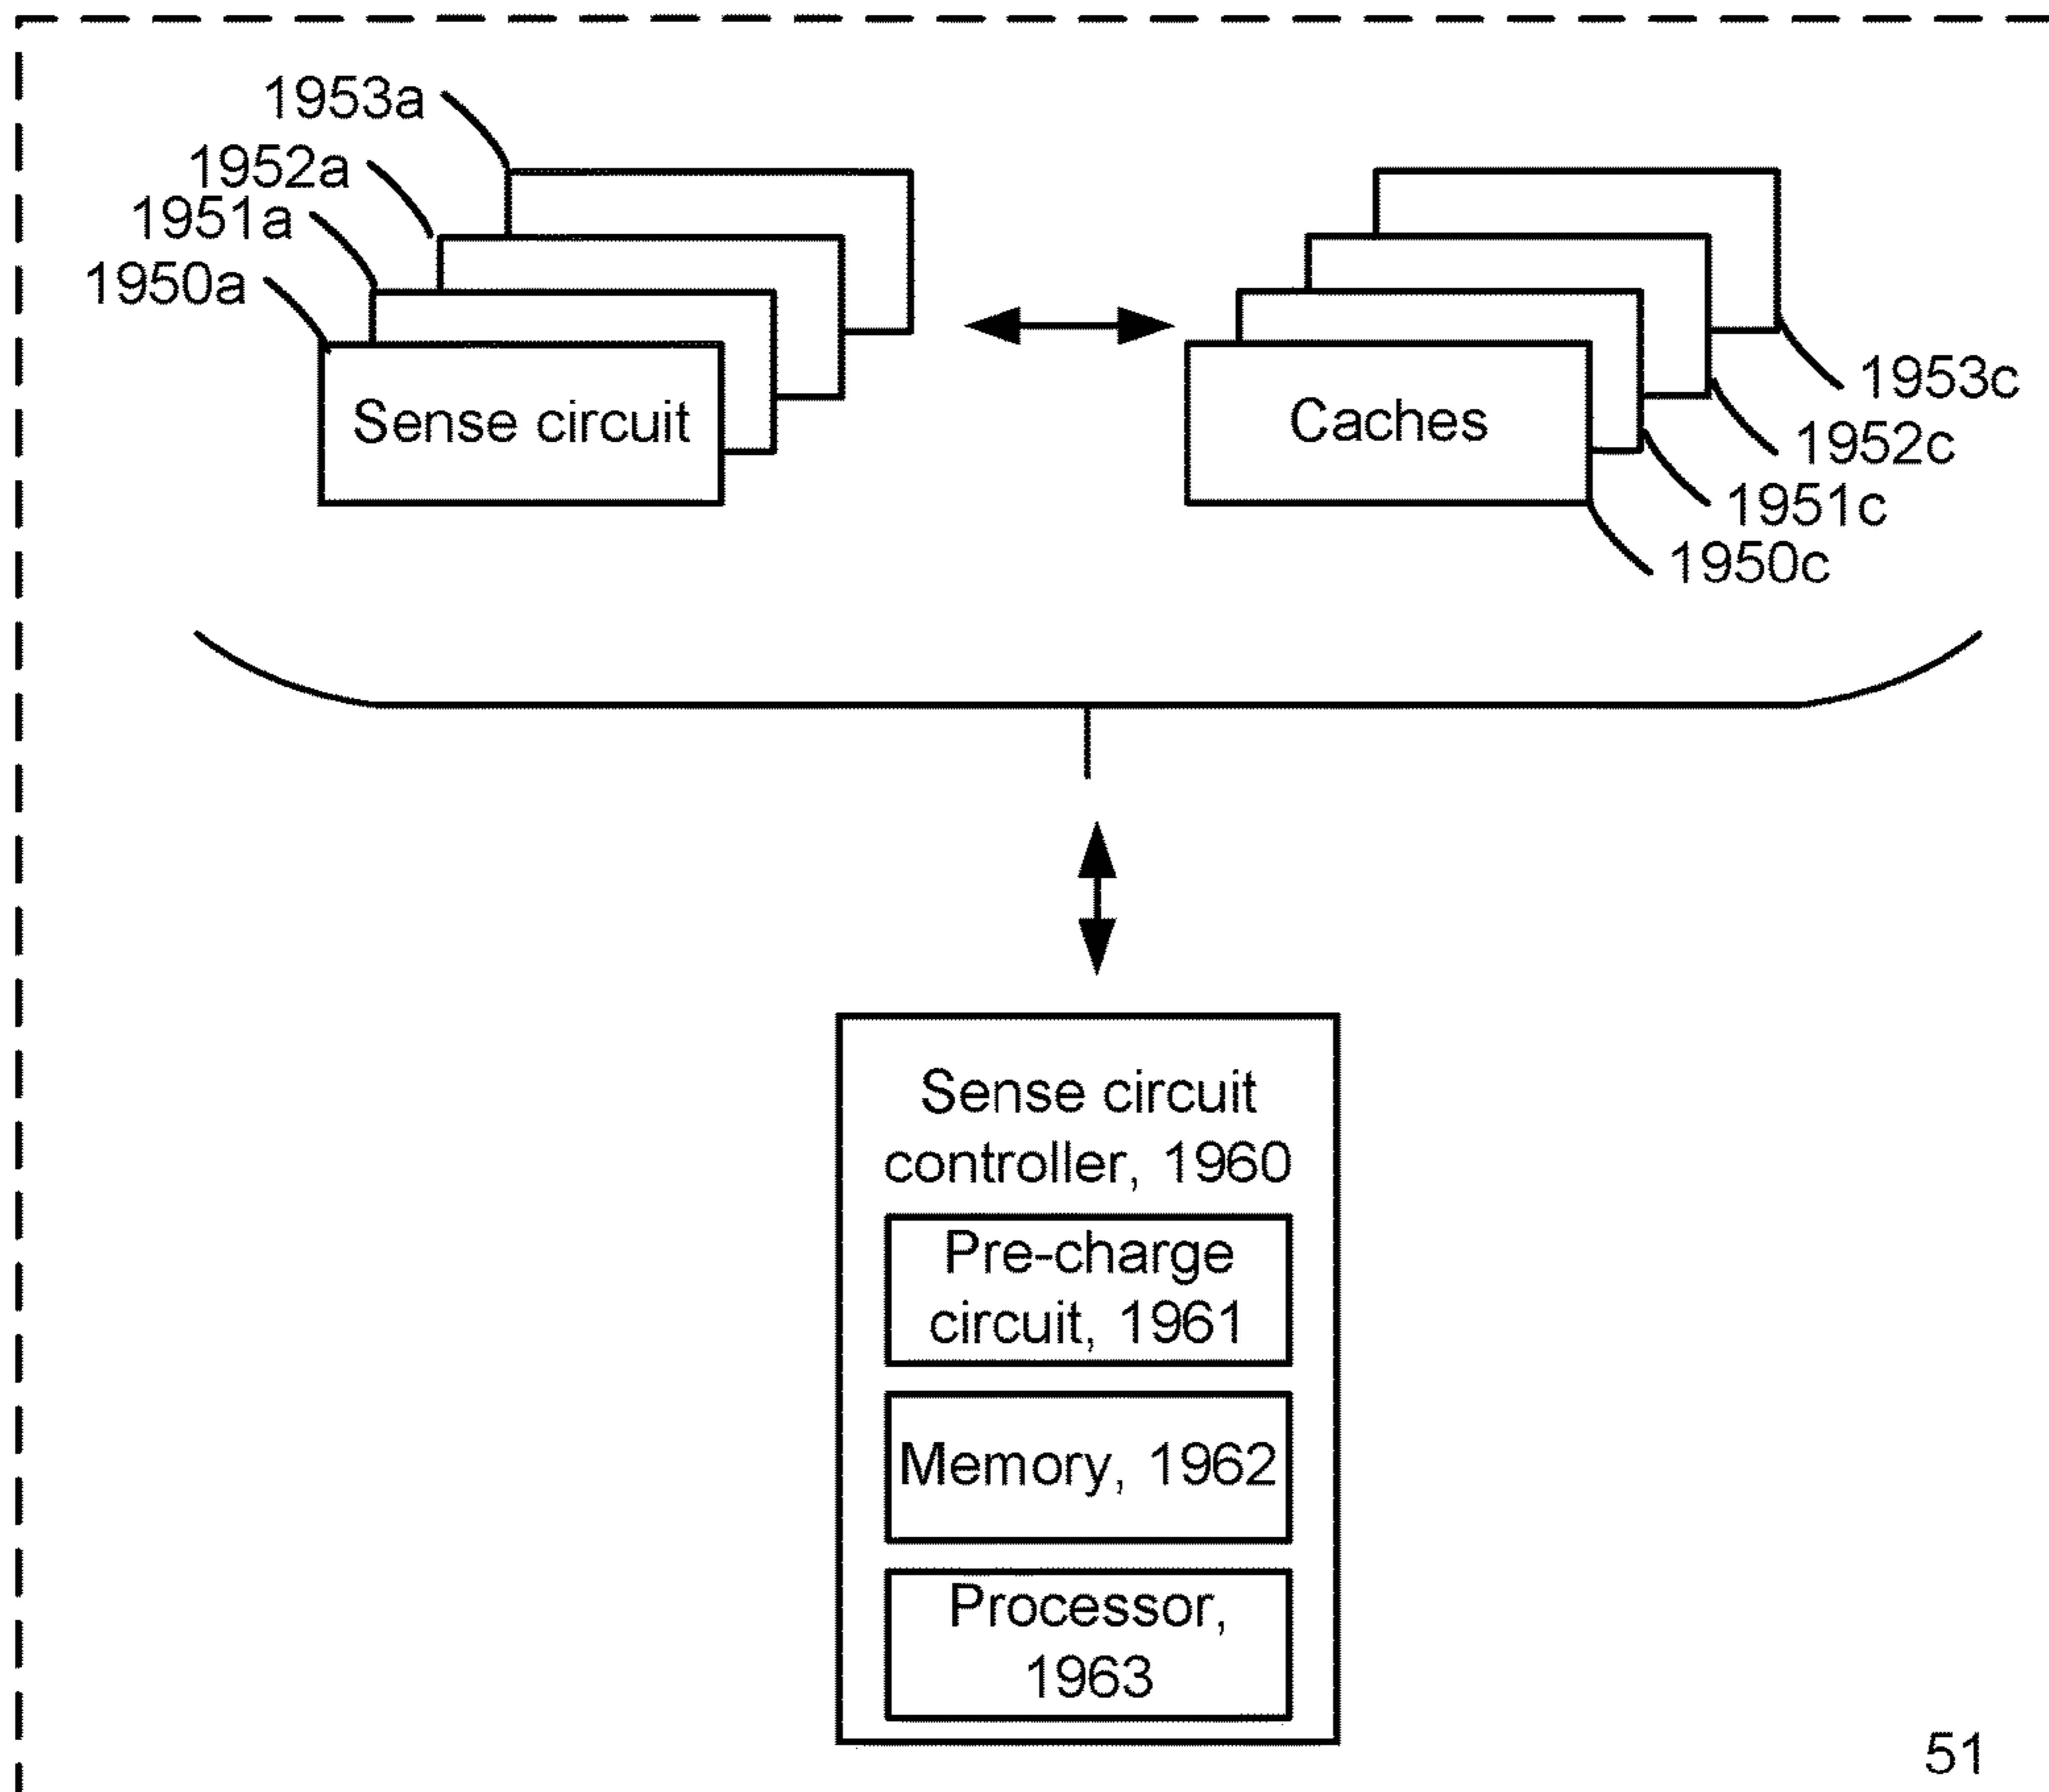 1953a
1952a
1951a
1950a
Sense circuit
Caches
1953c
1952c
1951c
1950c
Sense circuit
controller, 1960
Pre-charge
circuit, 1961
Memory, 1962
Processor,
1963
51